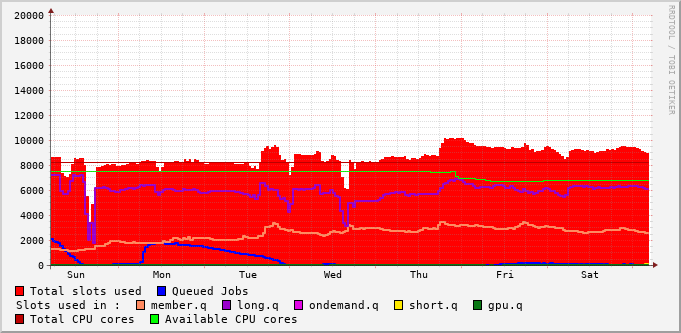 20000
18000
16000
14000
12000
10000
8000
6000
4000
2000
0
Sun Mon Tue Wed Thu Fri Sat
RRDTOOL / TOBI OETIKER
Total slots used Queued Jobs
Slots used in : member.q long.q ondemand.q short.q gpu.q
Total CPU cores Available CPU cores